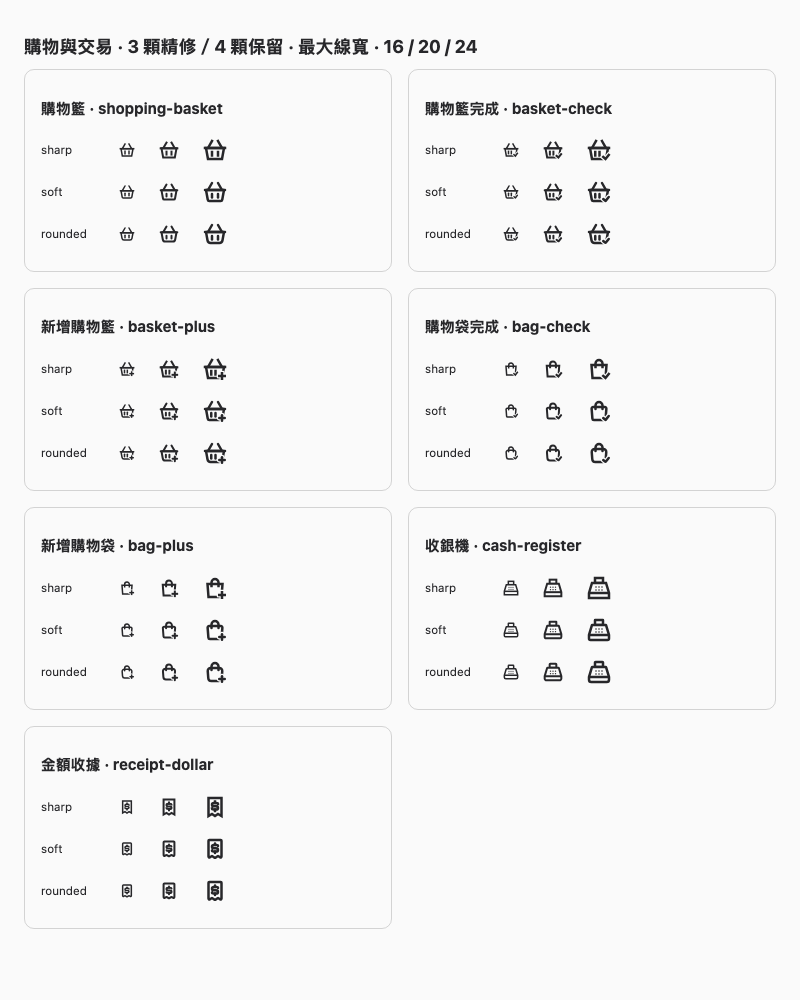 購物與交易 · 3 顆精修 / 4 顆保留 · 最大線寬 · 16 / 20 / 24
購物籃 · shopping-basket
sharp
soft
rounded
購物籃完成 · basket-check
sharp
soft
rounded
新增購物籃 · basket-plus
sharp
soft
rounded
購物袋完成 · bag-check
sharp
soft
rounded
新增購物袋 · bag-plus
sharp
soft
rounded
收銀機 · cash-register
sharp
soft
rounded
金額收據 · receipt-dollar
sharp
soft
rounded